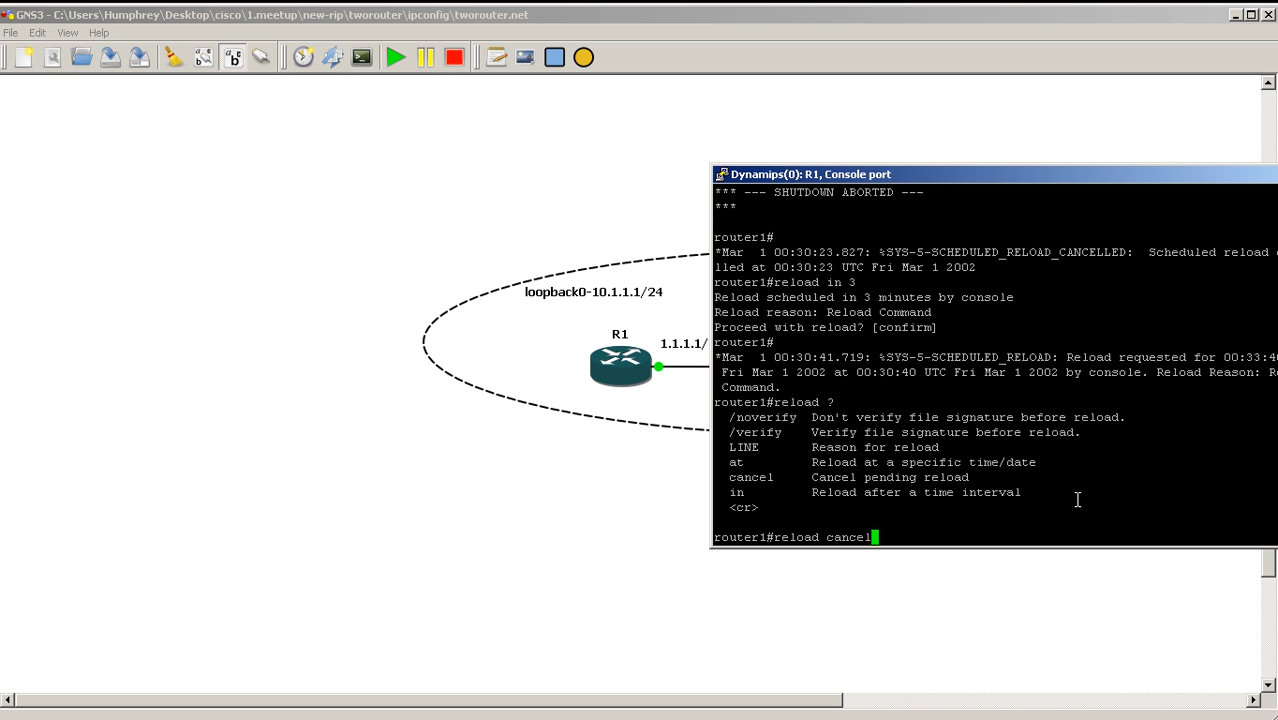 GNS3 - C:\Users\Humphrey\Desktop\cisco\1.meetup\new-rip\tworouter\ipconfig\tworouter.net
File Edit View Help
Dynamips(0): R1, Console port
*** --- SHUTDOWN ABORTED ---
***
router1#
*Mar  1 00:30:23.827: %SYS-5-SCHEDULED_RELOAD_CANCELLED:  Scheduled reload
lled at 00:30:23 UTC Fri Mar 1 2002
router1#reload in 3
Reload scheduled in 3 minutes by console
Reload reason: Reload Command
Proceed with reload? [confirm]
router1#
*Mar  1 00:30:41.719: %SYS-5-SCHEDULED_RELOAD: Reload requested for 00:33:4
Fri Mar 1 2002 at 00:30:40 UTC Fri Mar 1 2002 by console. Reload Reason:
Command.
router1#reload ?
/noverify  Don't verify file signature before reload.
/verify    Verify file signature before reload.
LINE       Reason for reload
at         Reload at a specific time/date
cancel     Cancel pending reload
in         Reload after a time interval
<cr>
router1#reload cancel
loopback0-10.1.1.1/24
R1
1.1.1.1/